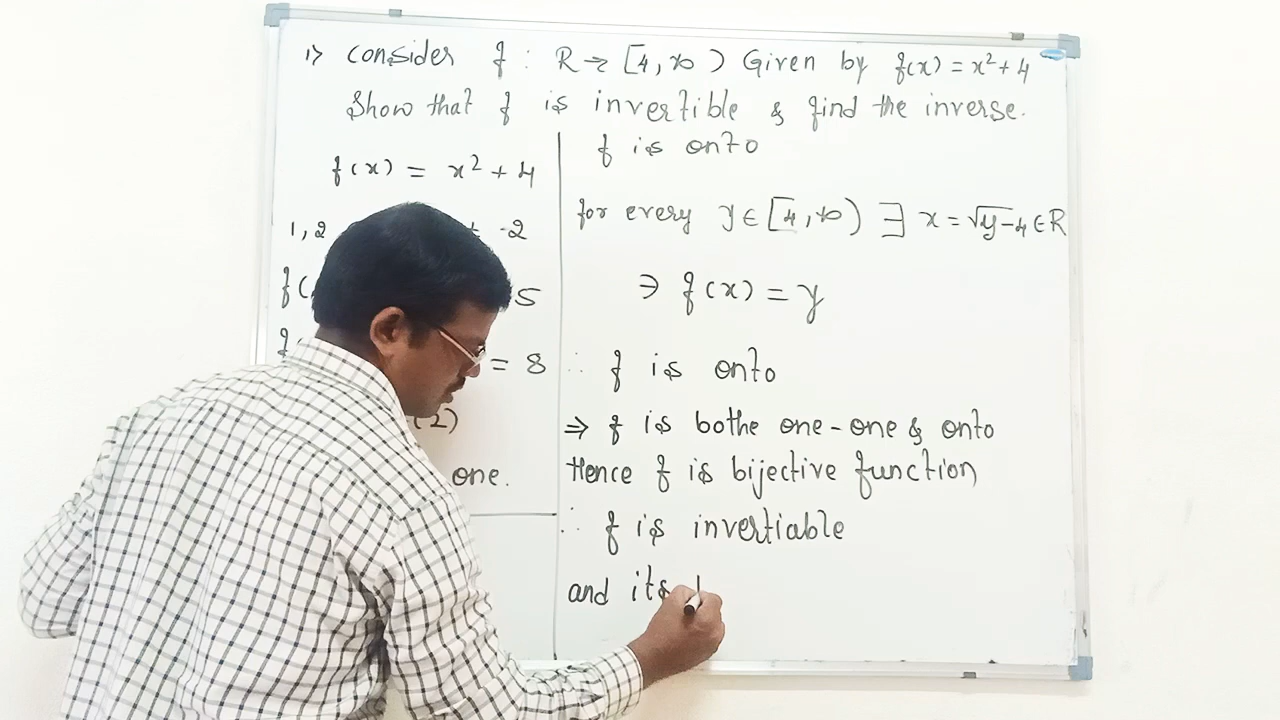 1) Consider f : R → [4, ∞) Given by f(x) = x² + 4
Show that f is invertible & find the inverse.
f(x) = x² + 4
1, 2 -2
f( 5
= 8
(2)
one.
f is onto
for every y ∈ [4, ∞) ∃ x = √y-4 ∈ R
∋ f(x) = y
∴ f is onto
⇒ f is bothe one-one & onto
Hence f is bijective function
∴ f is invertiable
and its